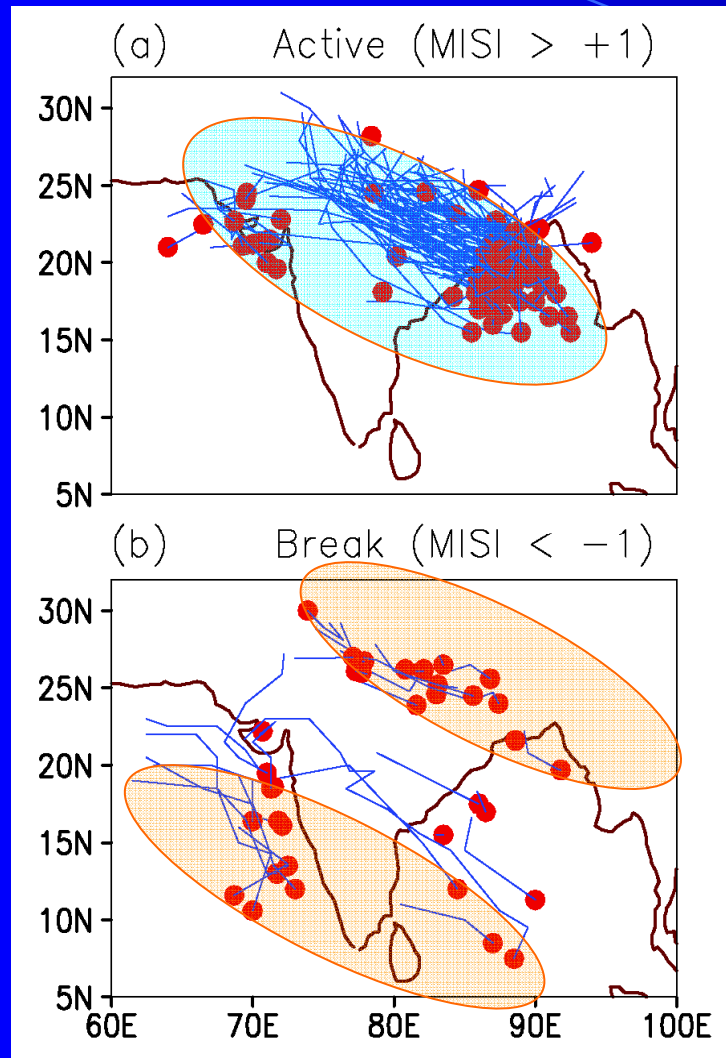 (a) Active (MISI > +1)
30N
25N
20N
15N
10N
5N
(b) Break (MISI < -1)
30N
25N
20N
15N
10N
5N
60E 70E 80E 90E 100E